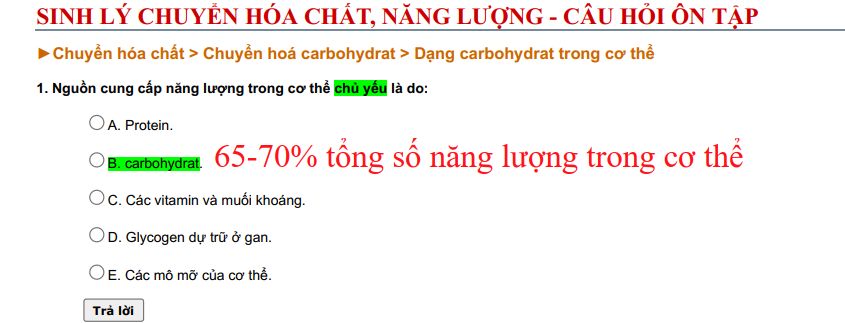 SINH LÝ CHUYỂN HÓA CHẤT, NĂNG LƯỢNG - CÂU HỎI ÔN TẬP
►Chuyển hóa chất > Chuyển hoá carbohydrat > Dạng carbohydrat trong cơ thể
1. Nguồn cung cấp năng lượng trong cơ thể chủ yếu là do:
A. Protein.
B. carbohydrat. 65-70% tổng số năng lượng trong cơ thể
C. Các vitamin và muối khoáng.
D. Glycogen dự trữ ở gan.
E. Các mô mỡ của cơ thể.
Trả lời